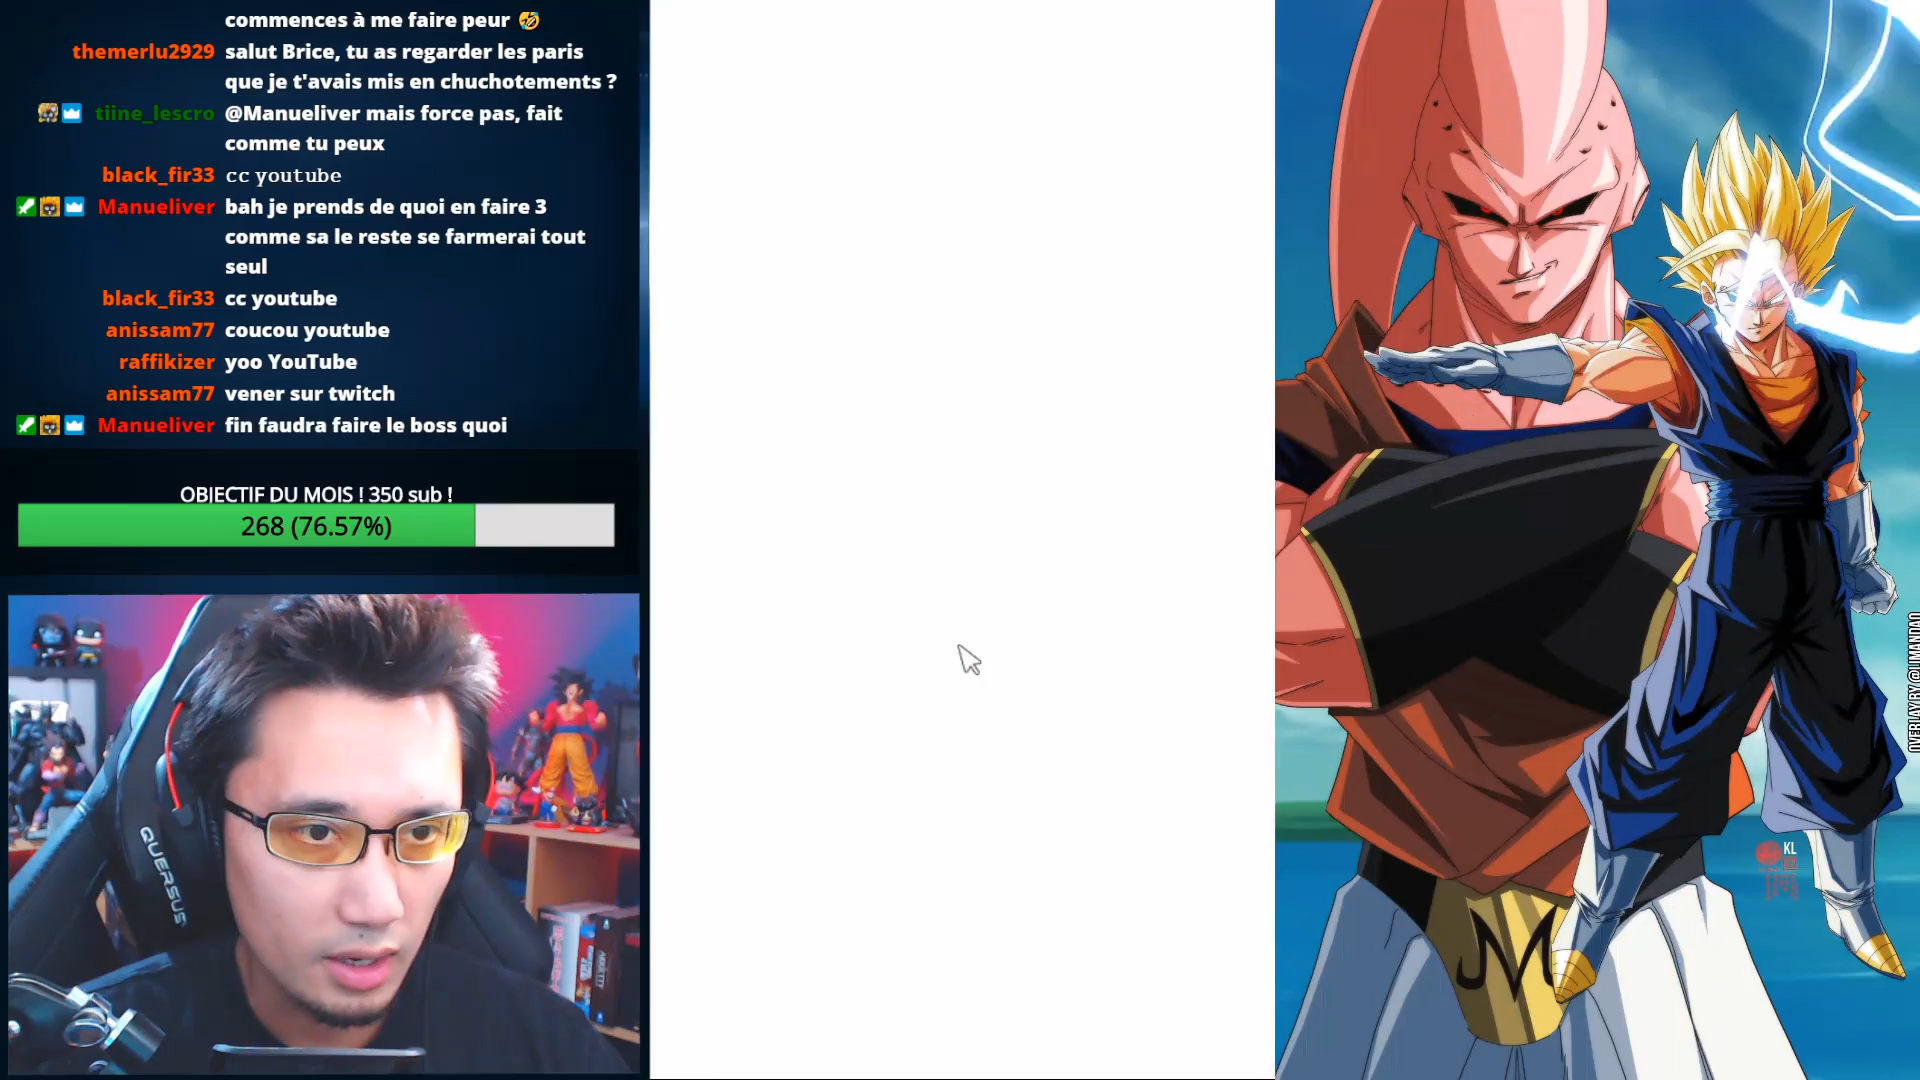 commences à me faire peur 🤣
themerlu2929 salut Brice, tu as regarder les paris
que je t'avais mis en chuchotements ?
tiine_lescro @Manueliver mais force pas, fait
comme tu peux
black_fir33 cc youtube
Manueliver bah je prends de quoi en faire 3
comme sa le reste se farmerai tout
seul
black_fir33 cc youtube
anissam77 coucou youtube
raffikizer yoo YouTube
anissam77 vener sur twitch
Manueliver fin faudra faire le boss quoi
OBJECTIF DU MOIS ! 350 sub !
268 (76.57%)
QUERSUS
KL
OVERLAY BY @LIMANDAO